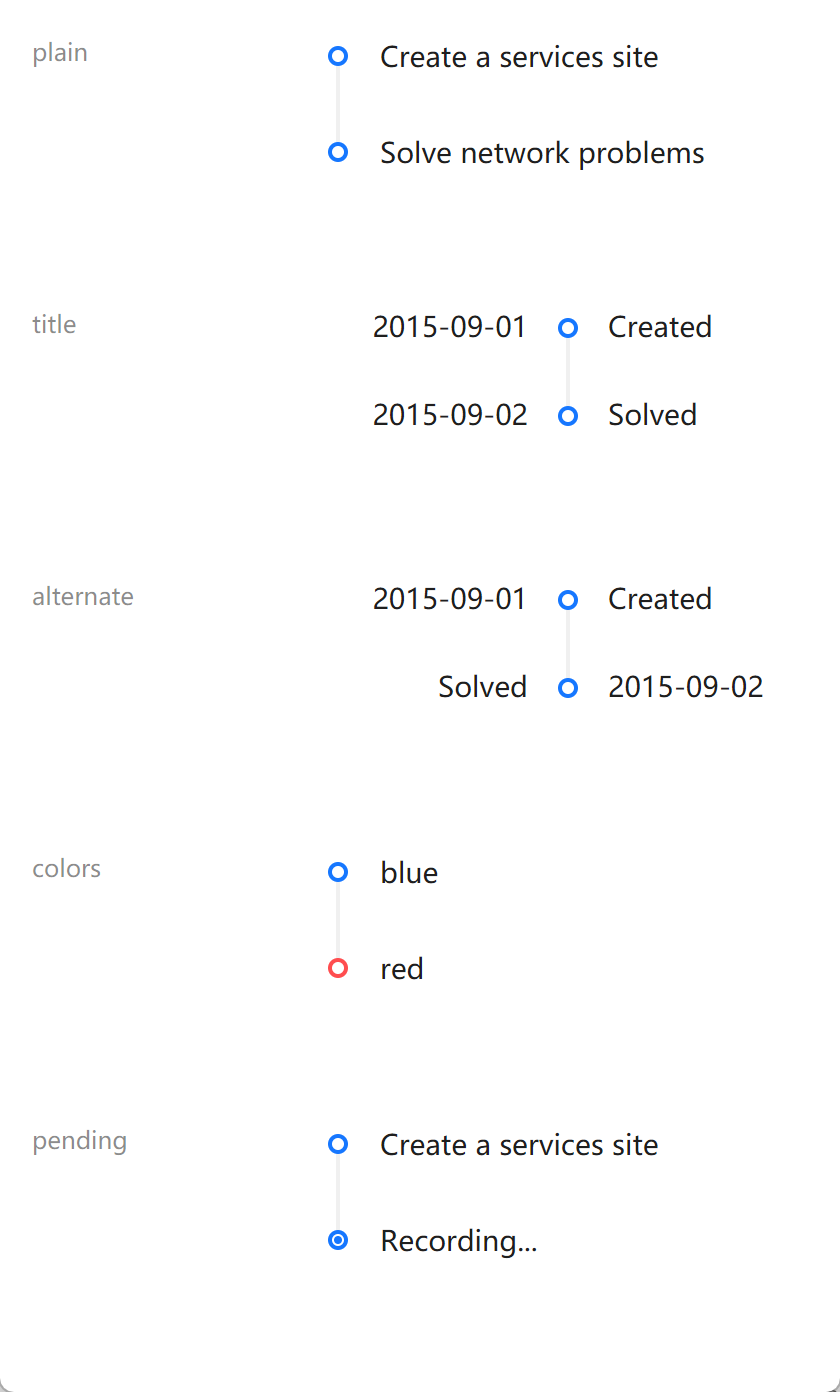 plain
Create a services site
Solve network problems
title
2015-09-01 Created
2015-09-02 Solved
alternate
2015-09-01 Created
Solved 2015-09-02
colors
blue
red
pending
Create a services site
Recording...